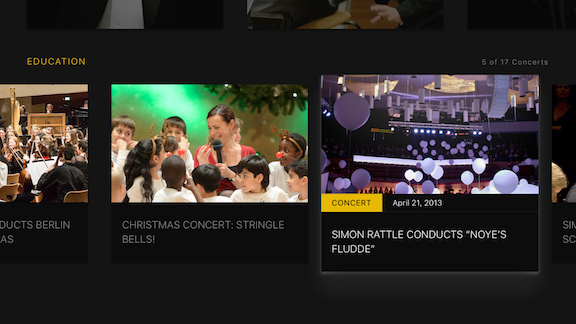 EDUCATION
5 of 17 Concerts
CONCERT
April 21, 2013
DUCTS BERLIN
AS
CHRISTMAS CONCERT: STRINGLE
BELLS!
SIMON RATTLE CONDUCTS “NOYE’S
FLUDDE”
SIM
SC